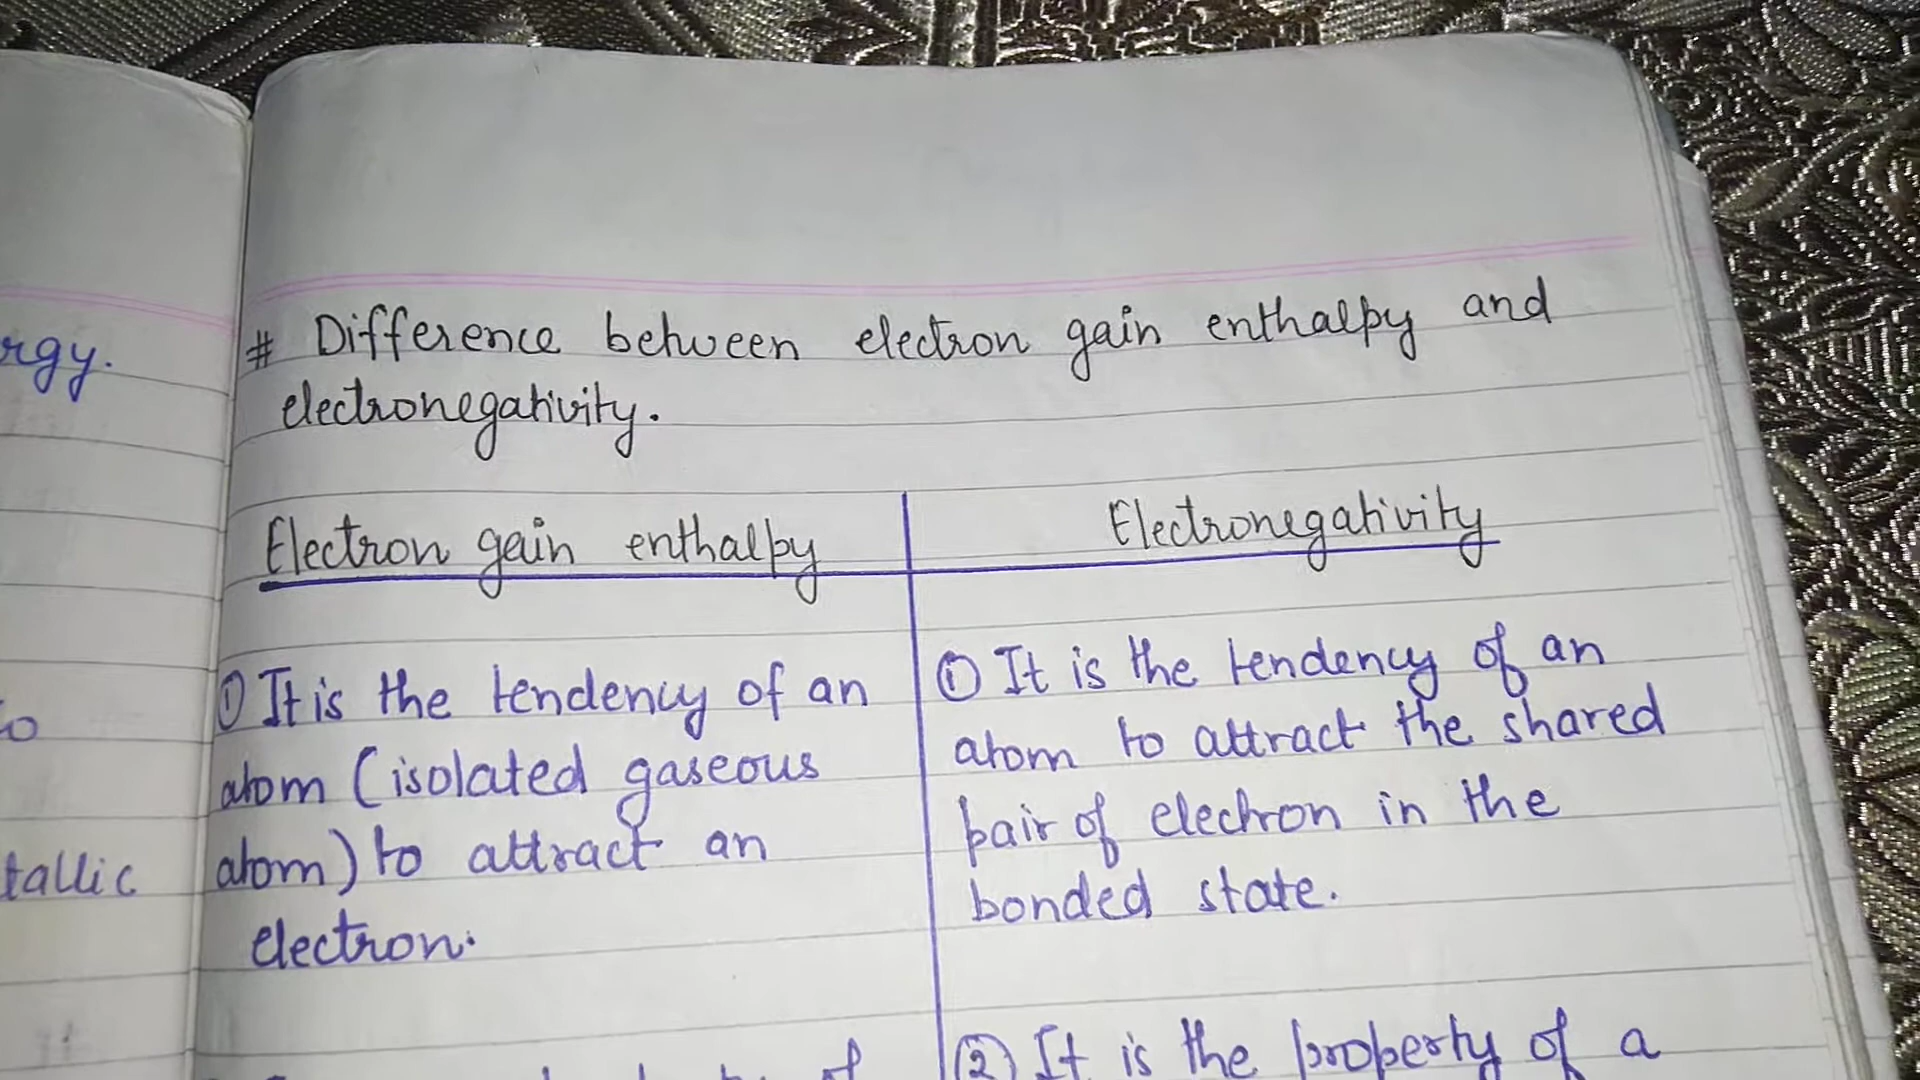 rgy.
tallic
# Difference between electron gain enthalpy and
electronegativity.
Electron gain enthalpy
Electronegativity
① It is the tendency of an
atom (isolated gaseous
atom) to attract an
electron.
① It is the tendency of an
atom to attract the shared
pair of electron in the
bonded state.
② It is the property of a